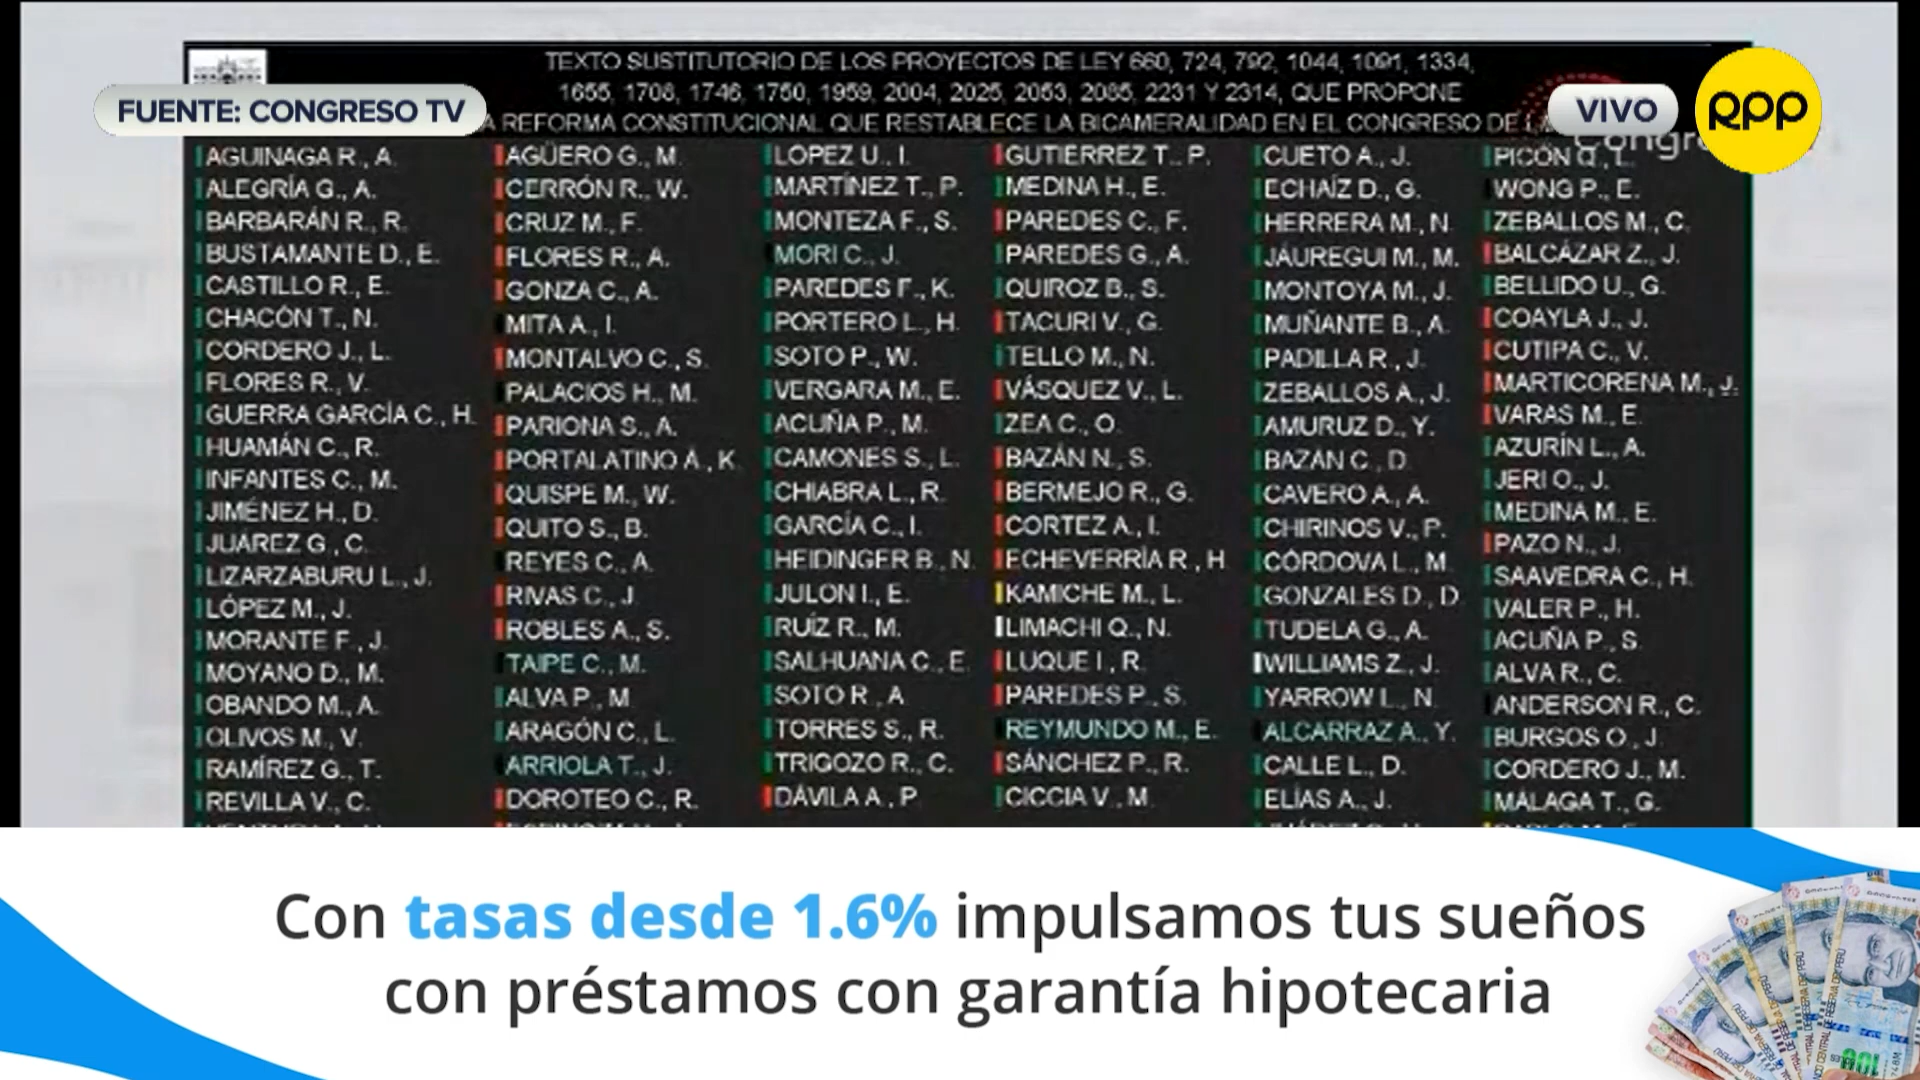 TEXTO SUSTITUTORIO DE LOS PROYECTOS DE LEY 660, 724, 792, 1044, 1091, 1334,
1655, 1708, 1746, 1750, 1959, 2004, 2025, 2053, 2085, 2231 Y 2314, QUE PROPONE
A REFORMA CONSTITUCIONAL QUE RESTABLECE LA BICAMERALIDAD EN EL CONGRESO DE
FUENTE: CONGRESO TV
VIVO
RPP
AGUINAGA R., A.
ALEGRÍA G., A.
BARBARÁN R., R.
BUSTAMANTE D., E.
CASTILLO R., E.
CHACÓN T., N.
CORDERO J., L.
FLORES R., V.
GUERRA GARCÍA C., H.
HUAMÁN C., R.
INFANTES C., M.
JIMÉNEZ H., D.
JUÁREZ G., C.
LIZARZABURU L., J.
LÓPEZ M., J.
MORANTE F., J.
MOYANO D., M.
OBANDO M., A.
OLIVOS M., V.
RAMÍREZ G., T.
REVILLA V., C.
AGÜERO G., M.
CERRÓN R., W.
CRUZ M., F.
FLORES R., A.
GONZA C., A.
MITA A., I.
MONTALVO C., S.
PALACIOS H., M.
PARIONA S., A.
PORTALATINO A., K.
QUISPE M., W.
QUITO S., B.
REYES C., A.
RIVAS C., J.
ROBLES A., S.
TAIPE C., M.
ALVA P., M.
ARAGÓN C., L.
ARRIOLA T., J.
DOROTEO C., R.
LOPEZ U., I.
MARTÍNEZ T., P.
MONTEZA F., S.
MORI C., J.
PAREDES F., K.
PORTERO L., H.
SOTO P., W.
VERGARA M., E.
ACUÑA P., M.
CAMONES S., L.
CHIABRA L., R.
GARCÍA C., I.
HEIDINGER B., N.
JULON I., E.
RUÍZ R., M.
SALHUANA C., E.
SOTO R., A.
TORRES S., R.
TRIGOZO R., C.
DÁVILA A., P.
GUTIERREZ T., P.
MEDINA H., E.
PAREDES C., F.
PAREDES G., A.
QUIROZ B., S.
TACURI V., G.
TELLO M., N.
VÁSQUEZ V., L.
ZEA C., O.
BAZÁN N., S.
BERMEJO R., G.
CORTEZ A., I.
ECHEVERRÍA R., H.
KAMICHE M., L.
LIMACHI Q., N.
LUQUE I., R.
PAREDES P., S.
REYMUNDO M., E.
SÁNCHEZ P., R.
CICCIA V., M.
CUETO A., J.
ECHAÍZ D., G.
HERRERA M., N.
JÁUREGUI M., M.
MONTOYA M., J.
MUÑANTE B., A.
PADILLA R., J.
ZEBALLOS A., J.
AMURUZ D., Y.
BAZÁN C., D.
CAVERO A., A.
CHIRINOS V., P.
CÓRDOVA L., M.
GONZALES D., D.
TUDELA G., A.
WILLIAMS Z., J.
YARROW L., N.
ALCARRAZ A., Y.
CALLE L., D.
ELÍAS A., J.
PICÓN Q., L.
WONG P., E.
ZEBALLOS M., C.
BALCÁZAR Z., J.
BELLIDO U., G.
COAYLA J., J.
CUTIPA C., V.
MARTICORENA M., J.
VARAS M., E.
AZURÍN L., A.
JERI O., J.
MEDINA M., E.
PAZO N., J.
SAAVEDRA C., H.
VALER P., H.
ACUÑA P., S.
ALVA R., C.
ANDERSON R., C.
BURGOS O., J.
CORDERO J., M.
MÁLAGA T., G.
Con tasas desde 1.6% impulsamos tus sueños
con préstamos con garantía hipotecaria